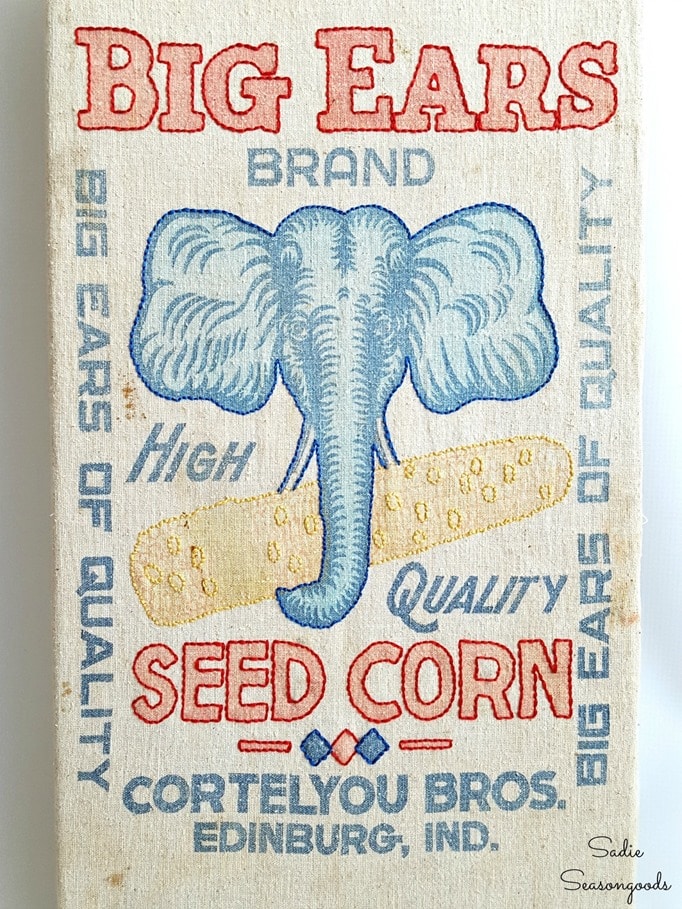 BIG EARS
BRAND
BIG EARS OF QUALITY
BIG EARS OF QUALITY
HIGH
QUALITY
SEED CORN
CORTELYOU BROS.
EDINBURG, IND.
Sadie
Seasongoods